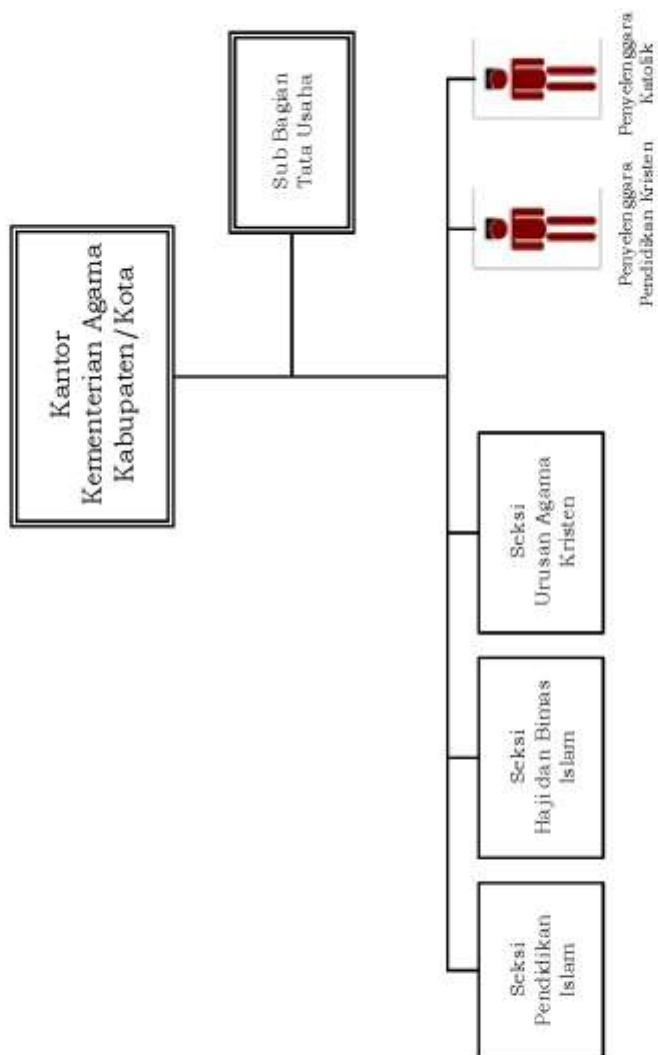 Kantor
Kementerian Agama
Kabupaten/Kota
Sub Bagian
Tata Usaha
Seksi
Pendidikan
Islam
Seksi
Haji dan Bimas
Islam
Seksi
Urusan Agama
Kristen
Penyelenggara
Pendidikan Kristen
Penyelenggara
Katolik